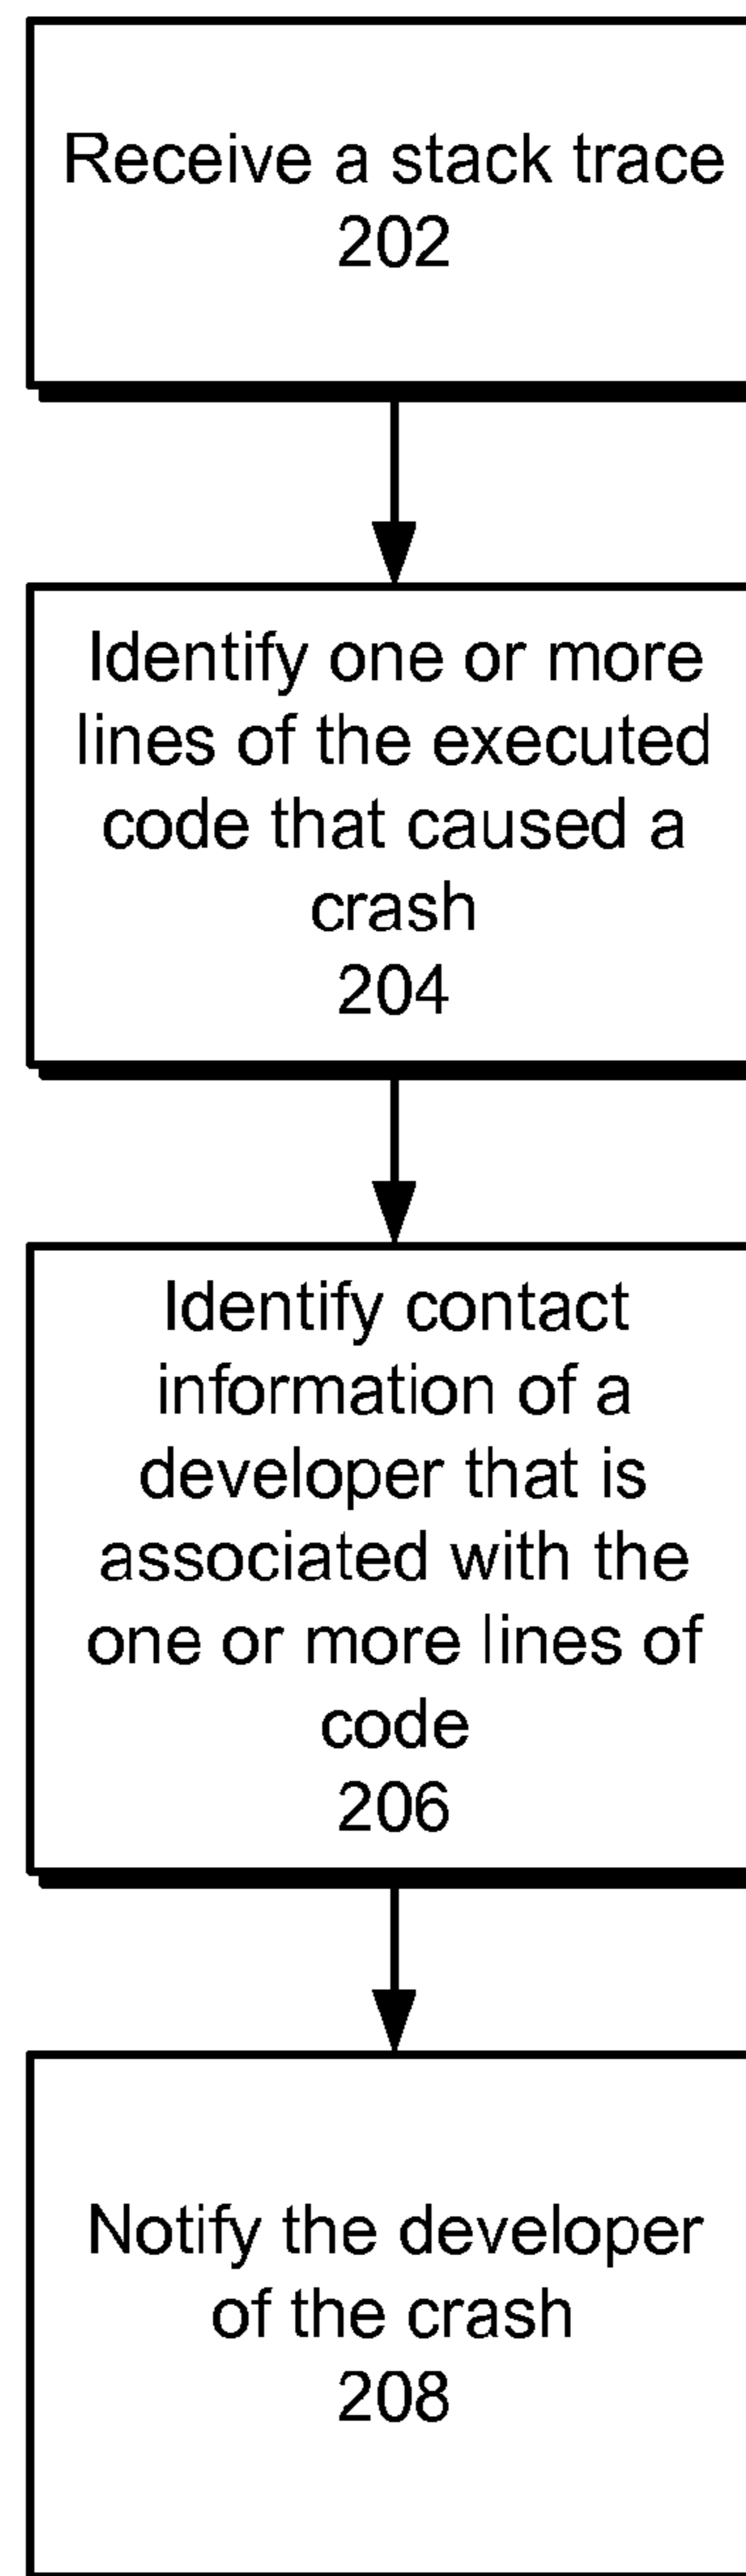 Receive a stack trace
202
Identify one or more
lines of the executed
code that caused a
crash
204
Identify contact
information of a
developer that is
associated with the
one or more lines of
code
206
Notify the developer
of the crash
208